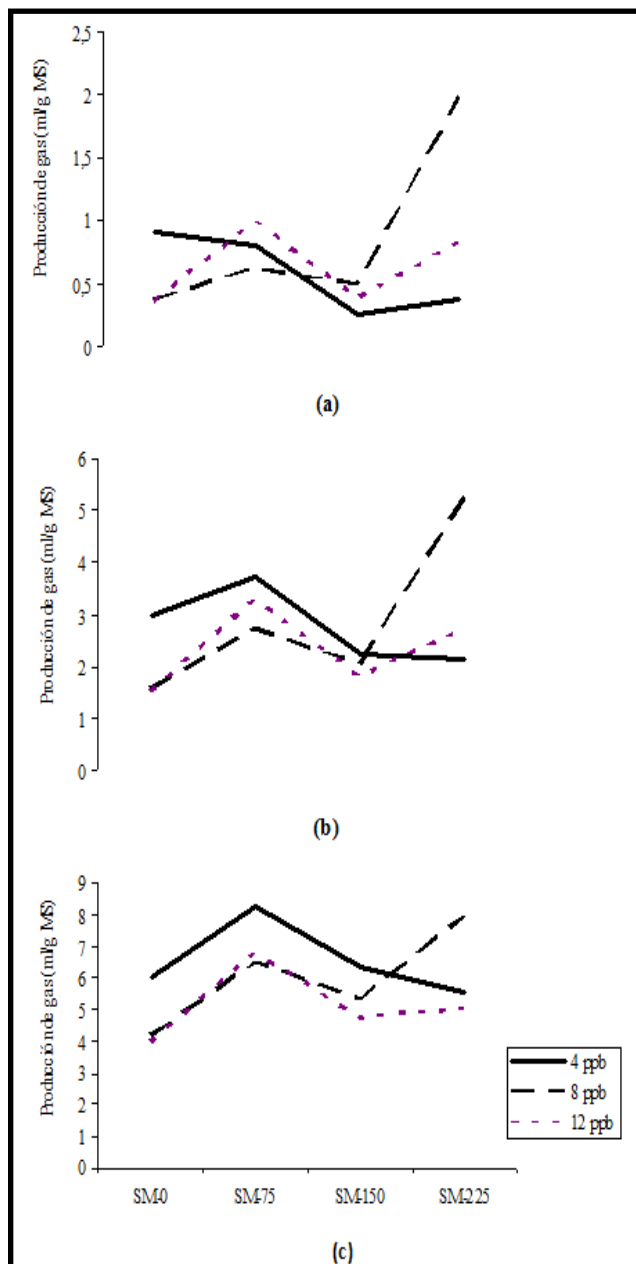 Producción de gas (ml/g MS)
2,5
2
1,5
1
0,5
0
(a)
Producción de gas (ml/g MS)
6
5
4
3
2
1
0
(b)
Producción de gas (ml/g MS)
9
8
7
6
5
4
3
2
1
0
4 ppb
8 ppb
12 ppb
SM-0 SM-75 SM-150 SM-225
(c)